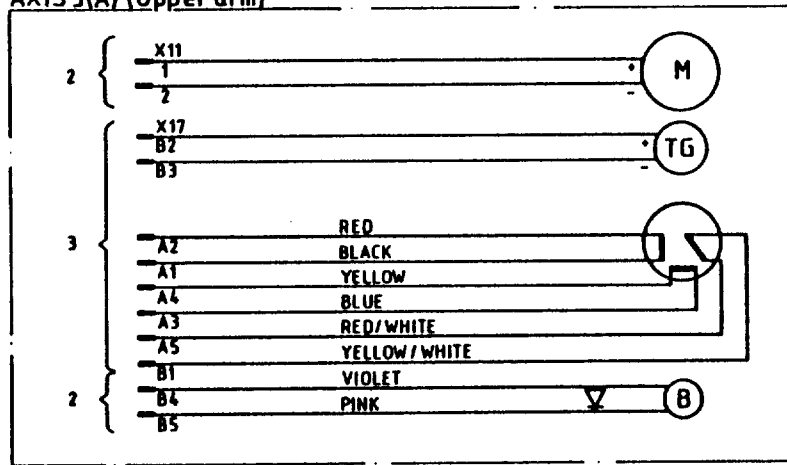 AXIS 3(A) (Upper arm)
X11
2
1
+
M
2
-
X17
B2
+
TG
B3
-
3
RED
A2
BLACK
A1
YELLOW
A4
BLUE
A3
RED/WHITE
A5
YELLOW/WHITE
B1
VIOLET
2
B4
PINK
B
B5